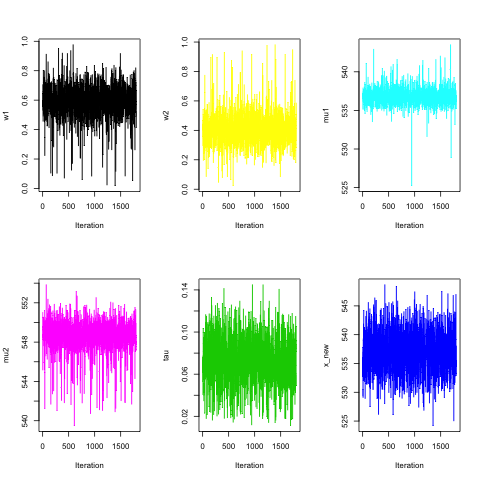 w1
0.0 0.2 0.4 0.6 0.8 1.0
0 500 1000 1500
Iteration
w2
0.0 0.2 0.4 0.6 0.8 1.0
0 500 1000 1500
Iteration
mu1
525 530 535 540
0 500 1000 1500
Iteration
mu2
540 544 548 552
0 500 1000 1500
Iteration
tau
0.02 0.06 0.10 0.14
0 500 1000 1500
Iteration
x_new
525 530 535 540 545
0 500 1000 1500
Iteration